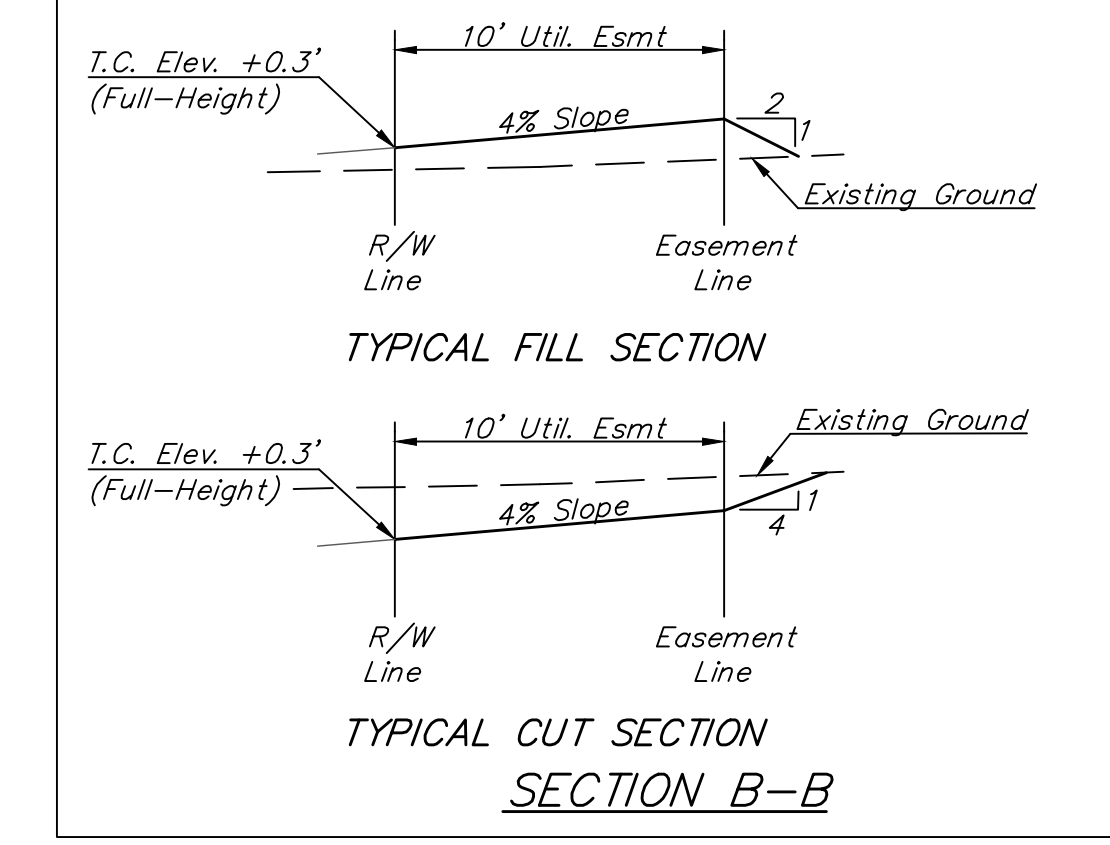 10' Util. Esmt
T.C. Elev. +0.3'
(Full-Height)
4% Slope
2
1
Existing Ground
R/W
Line
Easement
Line
TYPICAL FILL SECTION
10' Util. Esmt
Existing Ground
T.C. Elev. +0.3'
(Full-Height)
4% Slope
1
4
R/W
Line
Easement
Line
TYPICAL CUT SECTION
SECTION B-B